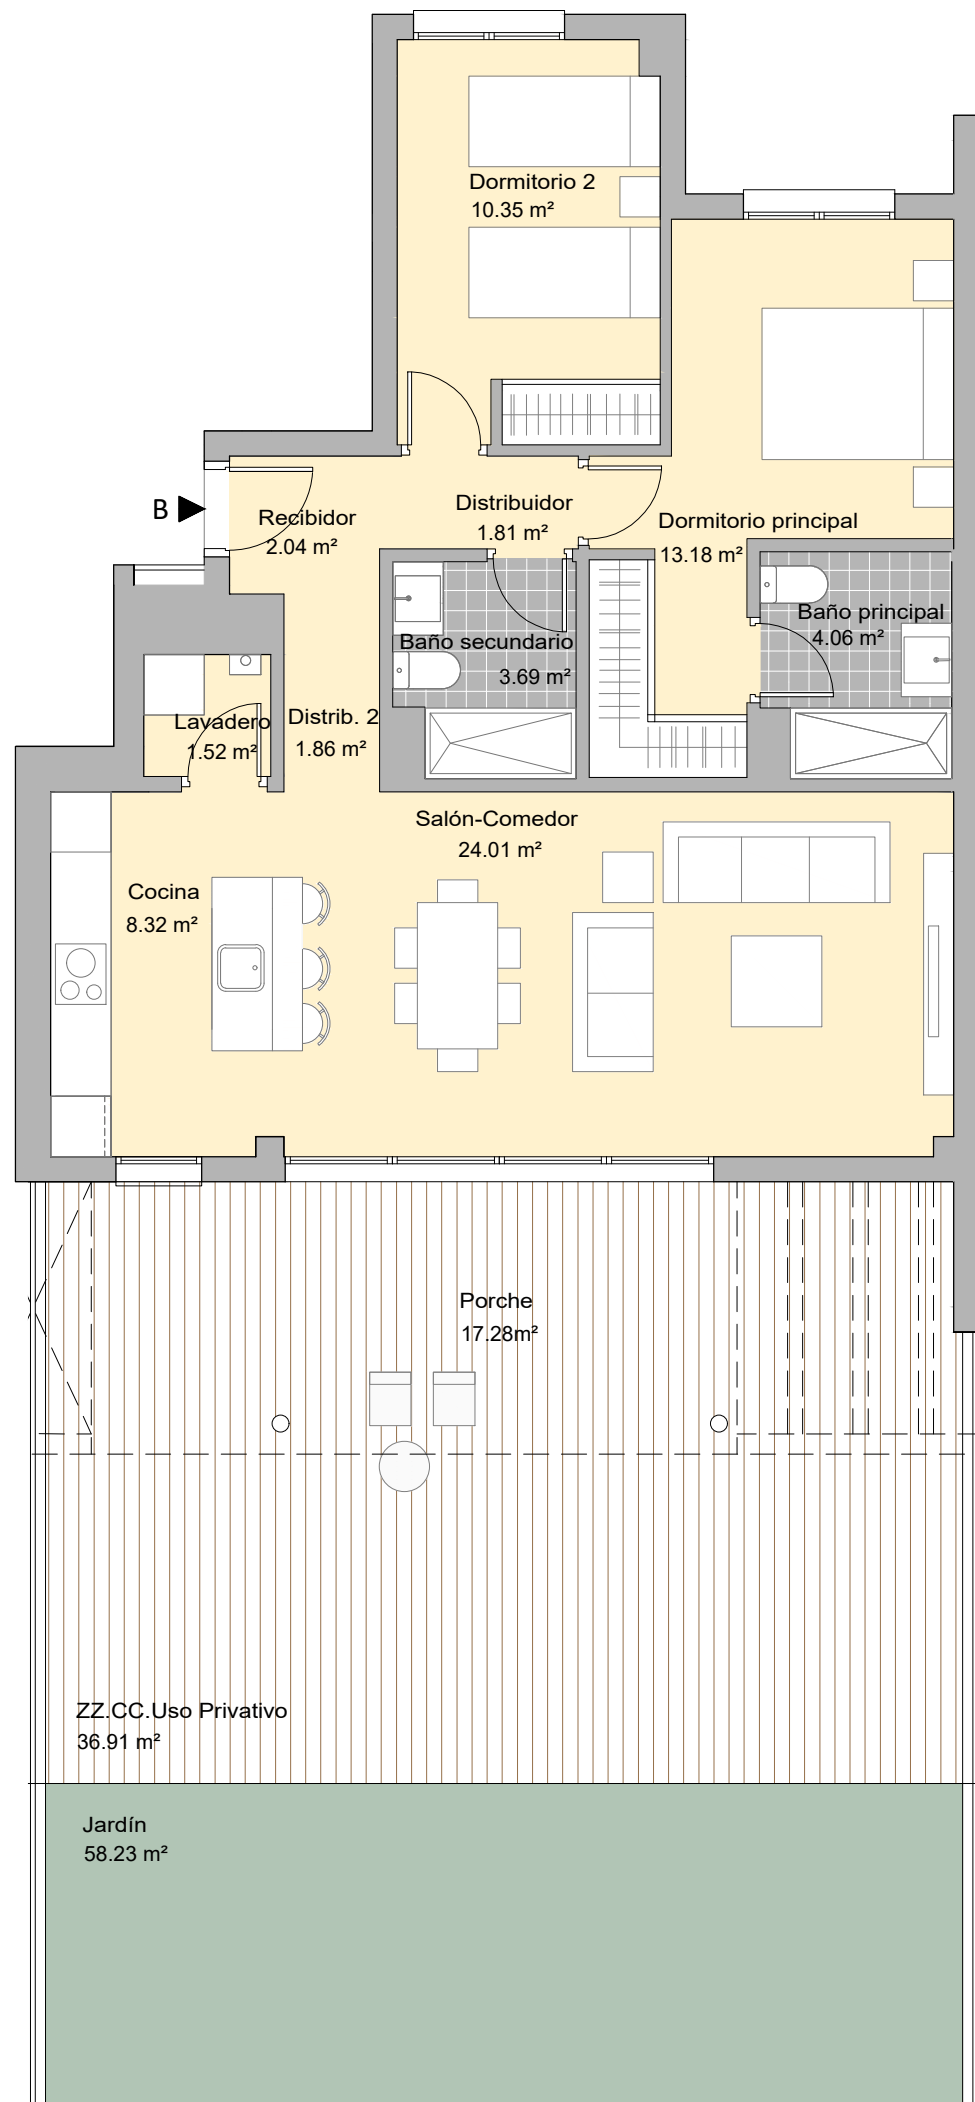 Dormitorio 2
10.35 m²
B
Recibidor
2.04 m²
Distribuidor
1.81 m²
Dormitorio principal
13.18 m²
Baño principal
4.06 m²
Baño secundario
3.69 m²
Lavadero
1.52 m²
Distrib. 2
1.86 m²
Salón-Comedor
24.01 m²
Cocina
8.32 m²
Porche
17.28m²
ZZ.CC.Uso Privativo
36.91 m²
Jardín
58.23 m²